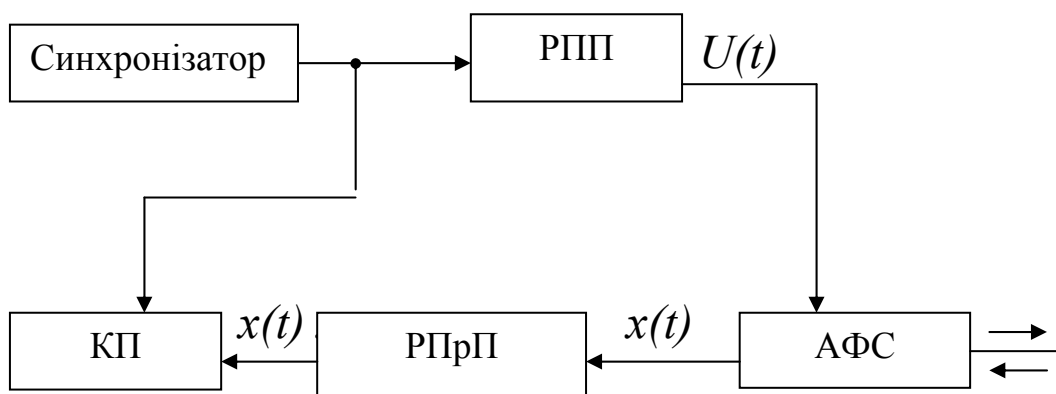 Синхронізатор
РПП
U(t)
КП
x(t)
РПрП
x(t)
АФС